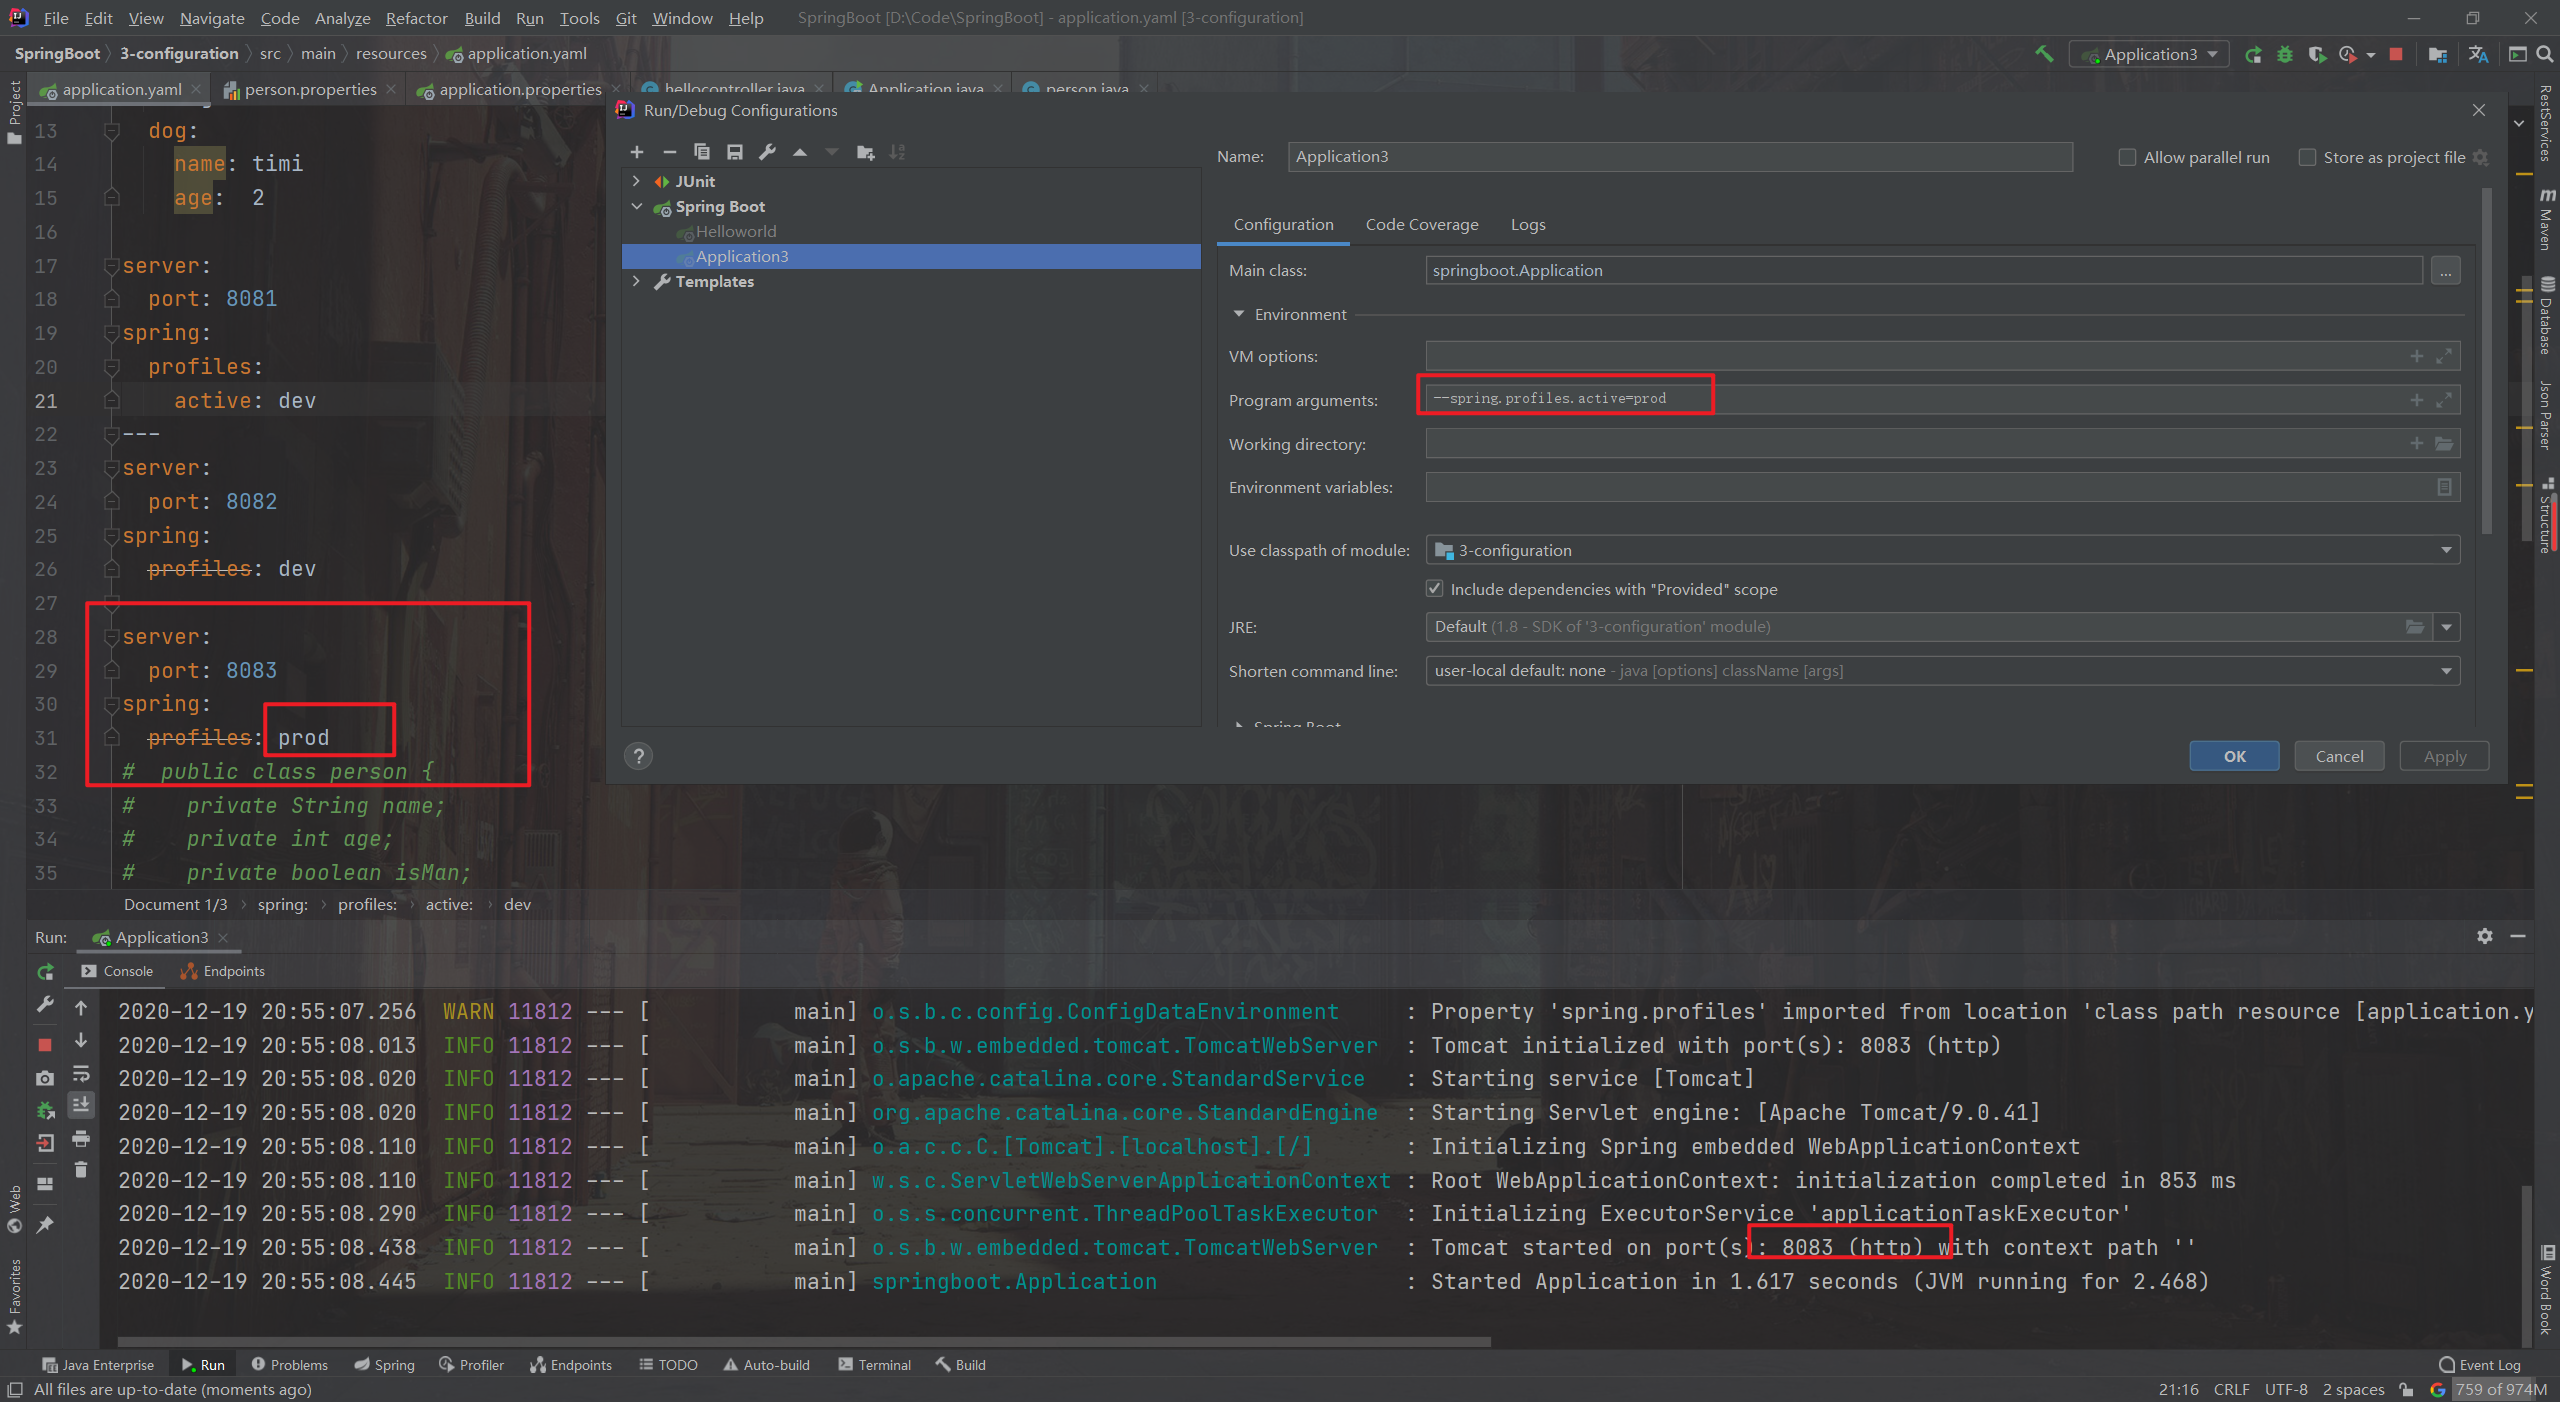 File Edit View Navigate Code Analyze Refactor Build Run Tools Git Window Help SpringBoot [D:\Code\SpringBoot] - application.yaml [3-configuration]
SpringBoot 3-configuration src main resources application.yaml Application3
application.yaml person.properties application.properties hellocontroller.java Application.java person.java
Project
13 dog:
14 name: timi
15 age: 2
16
17 server:
18 port: 8081
19 spring:
20 profiles:
21 active: dev
22 ---
23 server:
24 port: 8082
25 spring:
26 profiles: dev
27
28 server:
29 port: 8083
30 spring:
31 profiles: prod
32 # public class person {
33 # private String name;
34 # private int age;
35 # private boolean isMan;
Document 1/3 spring: profiles: active: dev
Run/Debug Configurations
JUnit
Spring Boot
Helloworld
Application3
Templates
Name: Application3 Allow parallel run Store as project file
Configuration Code Coverage Logs
Main class: springboot.Application ...
Environment
VM options:
Program arguments: --spring.profiles.active=prod
Working directory:
Environment variables:
Use classpath of module: 3-configuration
Include dependencies with "Provided" scope
JRE: Default (1.8 - SDK of '3-configuration' module)
Shorten command line: user-local default: none - java [options] className [args]
Spring Boot
? OK Cancel Apply
RestServices
Maven
Database
Json Parser
Structure
Word Book
Run: Application3
Console Endpoints
2020-12-19 20:55:07.256 WARN 11812 --- [ main] o.s.b.c.config.ConfigDataEnvironment : Property 'spring.profiles' imported from location 'class path resource [application.y
2020-12-19 20:55:08.013 INFO 11812 --- [ main] o.s.b.w.embedded.tomcat.TomcatWebServer : Tomcat initialized with port(s): 8083 (http)
2020-12-19 20:55:08.020 INFO 11812 --- [ main] o.apache.catalina.core.StandardService : Starting service [Tomcat]
2020-12-19 20:55:08.020 INFO 11812 --- [ main] org.apache.catalina.core.StandardEngine : Starting Servlet engine: [Apache Tomcat/9.0.41]
2020-12-19 20:55:08.110 INFO 11812 --- [ main] o.a.c.c.C.[Tomcat].[localhost].[/] : Initializing Spring embedded WebApplicationContext
2020-12-19 20:55:08.110 INFO 11812 --- [ main] w.s.c.ServletWebServerApplicationContext : Root WebApplicationContext: initialization completed in 853 ms
2020-12-19 20:55:08.290 INFO 11812 --- [ main] o.s.s.concurrent.ThreadPoolTaskExecutor : Initializing ExecutorService 'applicationTaskExecutor'
2020-12-19 20:55:08.438 INFO 11812 --- [ main] o.s.b.w.embedded.tomcat.TomcatWebServer : Tomcat started on port(s): 8083 (http) with context path ''
2020-12-19 20:55:08.445 INFO 11812 --- [ main] springboot.Application : Started Application in 1.617 seconds (JVM running for 2.468)
Web
Favorites
Java Enterprise Run Problems Spring Profiler Endpoints TODO Auto-build Terminal Build Event Log
All files are up-to-date (moments ago) 21:16 CRLF UTF-8 2 spaces 759 of 974M